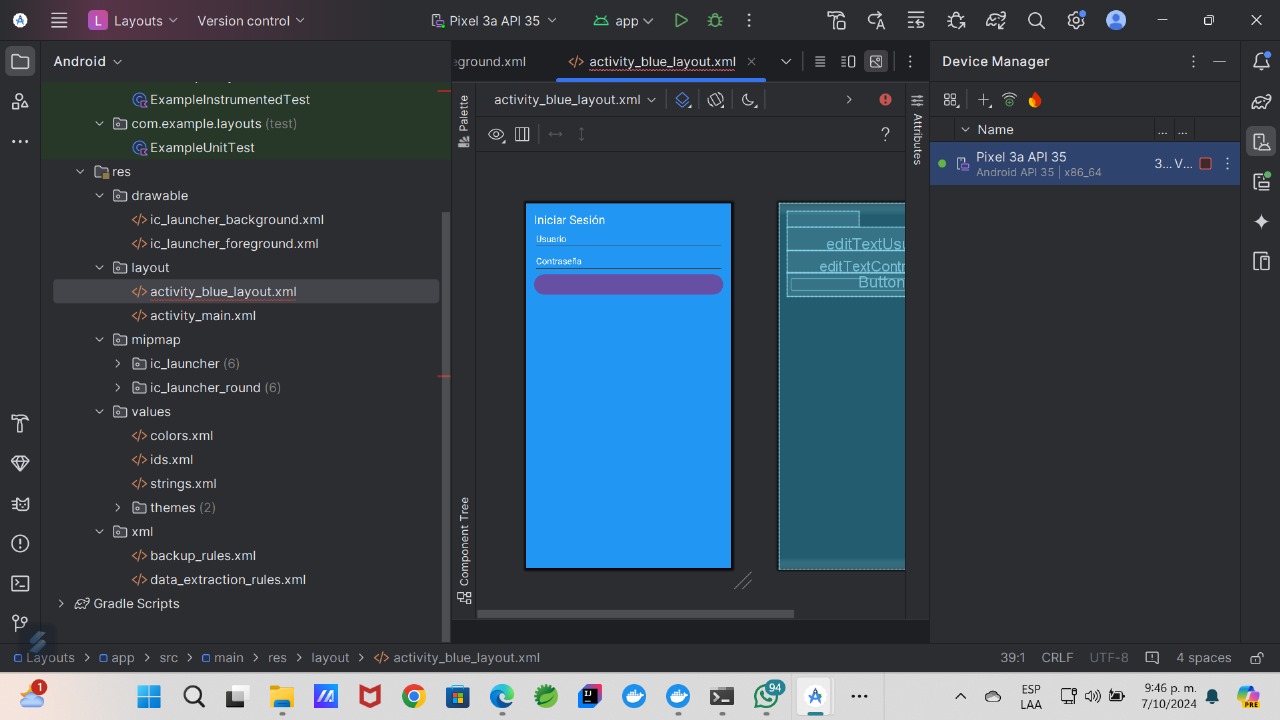 L Layouts Version control Pixel 3a API 35 app
Android
ground.xml activity_blue_layout.xml Device Manager
ExampleInstrumentedTest
com.example.layouts (test)
ExampleUnitTest
res
drawable
ic_launcher_background.xml
ic_launcher_foreground.xml
layout
activity_blue_layout.xml
activity_main.xml
mipmap
ic_launcher (6)
ic_launcher_round (6)
values
colors.xml
ids.xml
strings.xml
themes (2)
xml
backup_rules.xml
data_extraction_rules.xml
Gradle Scripts
Palette
Component Tree
activity_blue_layout.xml
?
Iniciar Sesión
Usuario
Contraseña
editTextUsu
editTextContr
Button
Attributes
Name ... ...
Pixel 3a API 35 3... V...
Android API 35 | x86_64
Layouts > app > src > main > res > layout > activity_blue_layout.xml 39:1 CRLF UTF-8 4 spaces
1 IJ 94 ESP 9:46 p. m.
LAA 7/10/2024 PRE